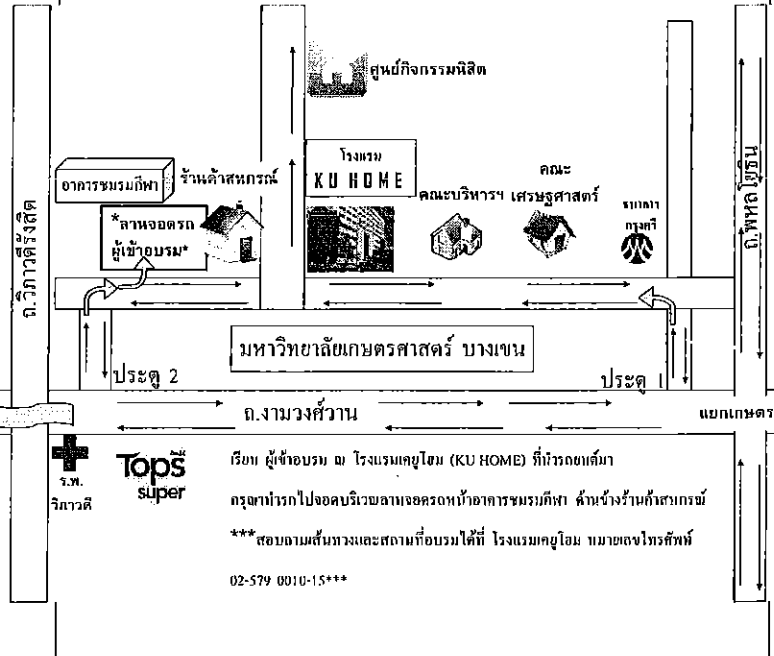 ศูนย์กิจกรรมนิสิต
โรงแรม
KU HOME
อาคารชมรมกีฬา
ร้านค้าสหกรณ์
*ลานจอดรถ
ผู้เข้าอบรม*
คณะบริหารฯ
คณะ
เศรษฐศาสตร์
ธนาคาร
กรุงศรี
ถ.วิภาวดีรังสิต
ถ.พหลโยธิน
มหาวิทยาลัยเกษตรศาสตร์ บางเขน
ประตู 2
ประตู 1
ถ.งามวงศ์วาน
แยกเกษตร
ร.พ.
วิภาวดี
Tops
super
เรียน ผู้เข้าอบรม ณ โรงแรมเคยูโฮม (KU HOME) ที่นำรถยนต์มา
กรุณานำรถไปจอดบริเวณลานจอดรถหน้าอาคารชมรมกีฬา ด้านข้างร้านค้าสหกรณ์
***สอบถามเส้นทางและสถานที่อบรมได้ที่ โรงแรมเคยูโฮม หมายเลขโทรศัพท์
02-579 0010-15***